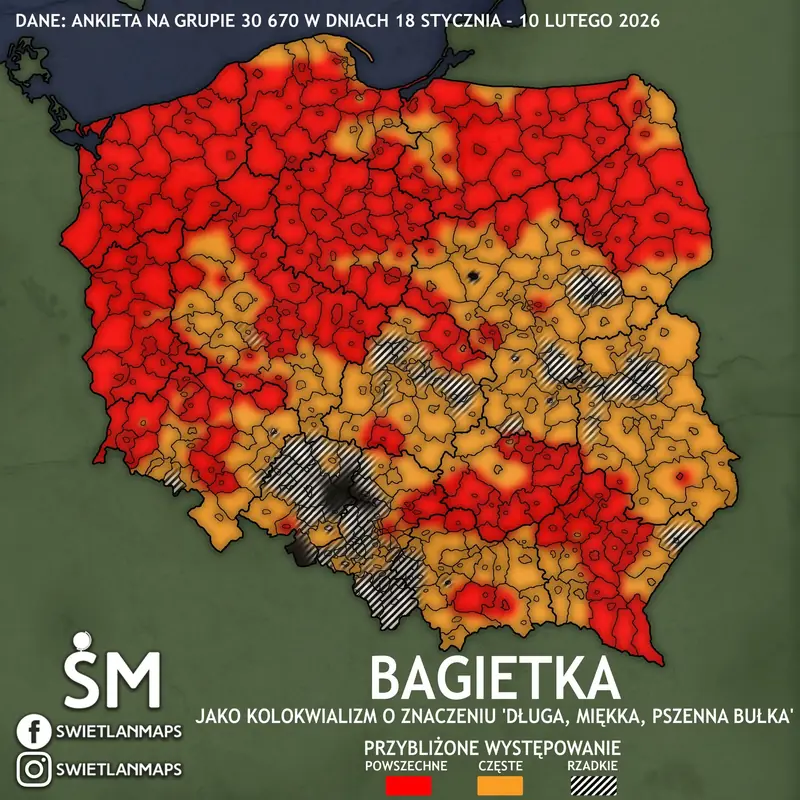 DANE: ANKIETA NA GRUPIE 30 670 W DNIACH 18 STYCZNIA - 10 LUTEGO 2026
ŚM
SWIETLANMAPS
SWIETLANMAPS
BAGIETKA
JAKO KOLOKWIALIZM O ZNACZENIU 'DŁUGA, MIĘKKA, PSZENNA BUŁKA'
PRZYBLIŻONE WYSTĘPOWANIE
POWSZECHNE CZĘSTE RZADKIE